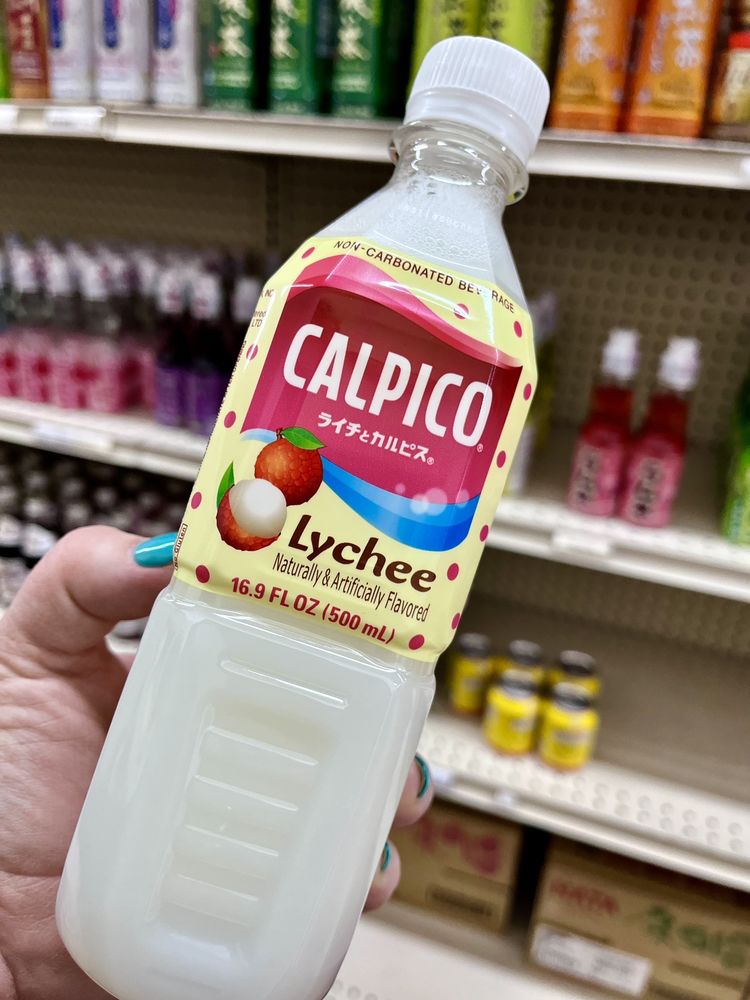 NON-CARBONATED BEVERAGE
CALPICO®
ライチとカルピス®
Lychee
Naturally & Artificially Flavored
16.9 FL OZ (500 mL)